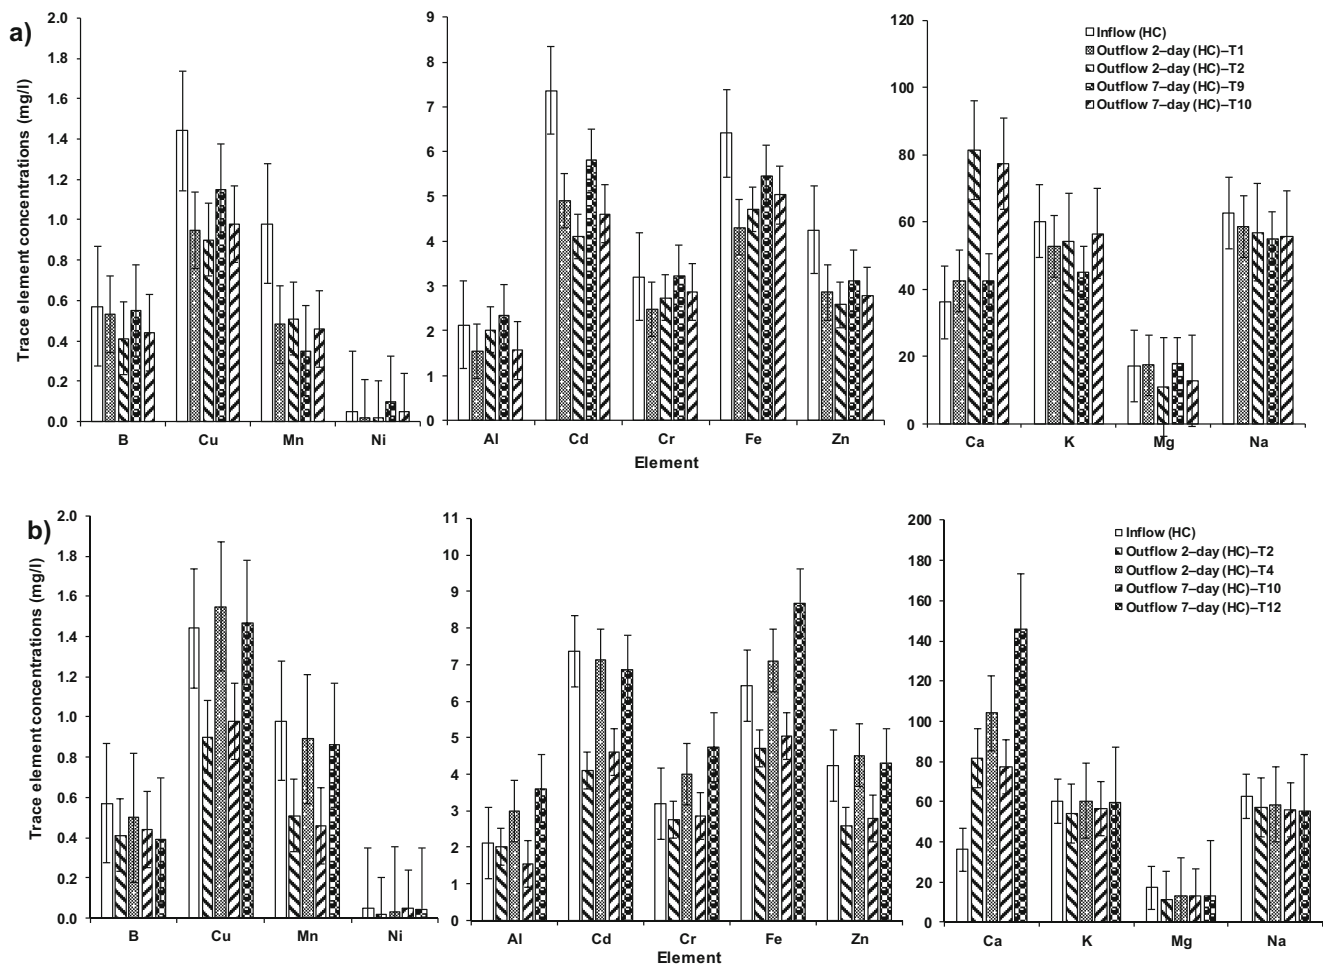 a)
Trace element concentrations (mg/l)
2.0
1.8
1.6
1.4
1.2
1.0
0.8
0.6
0.4
0.2
0.0
B Cu Mn Ni
9
8
7
6
5
4
3
2
1
0
Al Cd Cr Fe Zn
Element
120
100
80
60
40
20
0
Ca K Mg Na
Inflow (HC)
Outflow 2–day (HC)–T1
Outflow 2–day (HC)–T2
Outflow 7–day (HC)–T9
Outflow 7–day (HC)–T10
b)
Trace element concentrations (mg/l)
2.0
1.8
1.6
1.4
1.2
1.0
0.8
0.6
0.4
0.2
0.0
B Cu Mn Ni
11
10
9
8
7
6
5
4
3
2
1
0
Al Cd Cr Fe Zn
Element
200
180
160
140
120
100
80
60
40
20
0
Ca K Mg Na
Inflow (HC)
Outflow 2–day (HC)–T2
Outflow 2–day (HC)–T4
Outflow 7–day (HC)–T10
Outflow 7–day (HC)–T12